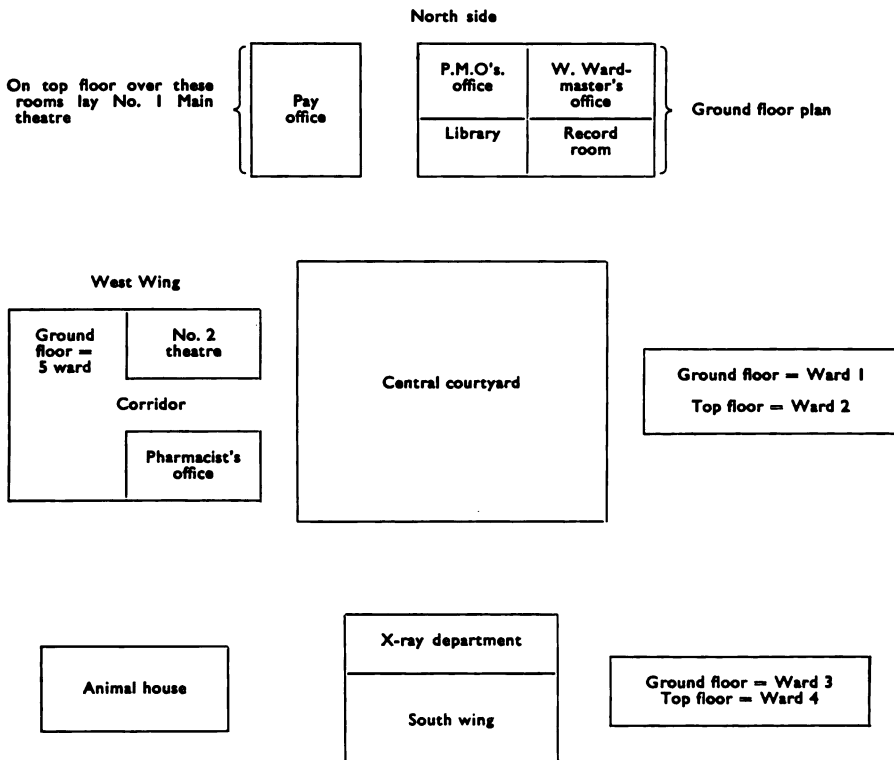 North side
On top floor over these
rooms lay No. 1 Main
theatre
Pay
office
P.M.O's.
office
W. Ward-
master's
office
Library
Record
room
Ground floor plan
West Wing
Ground
floor =
5 ward
No. 2
theatre
Corridor
Pharmacist's
office
Central courtyard
Ground floor = Ward 1
Top floor = Ward 2
Animal house
X-ray department
South wing
Ground floor = Ward 3
Top floor = Ward 4